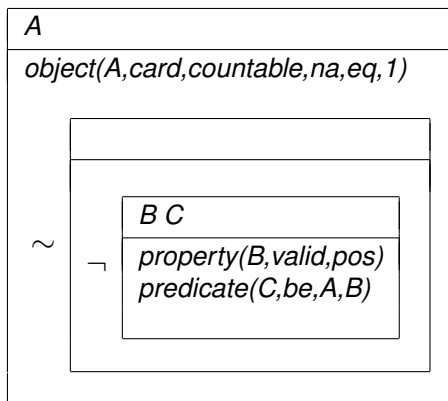 A
object(A,card,countable,na,eq,1)
∼
¬
B C
property(B,valid,pos)
predicate(C,be,A,B)